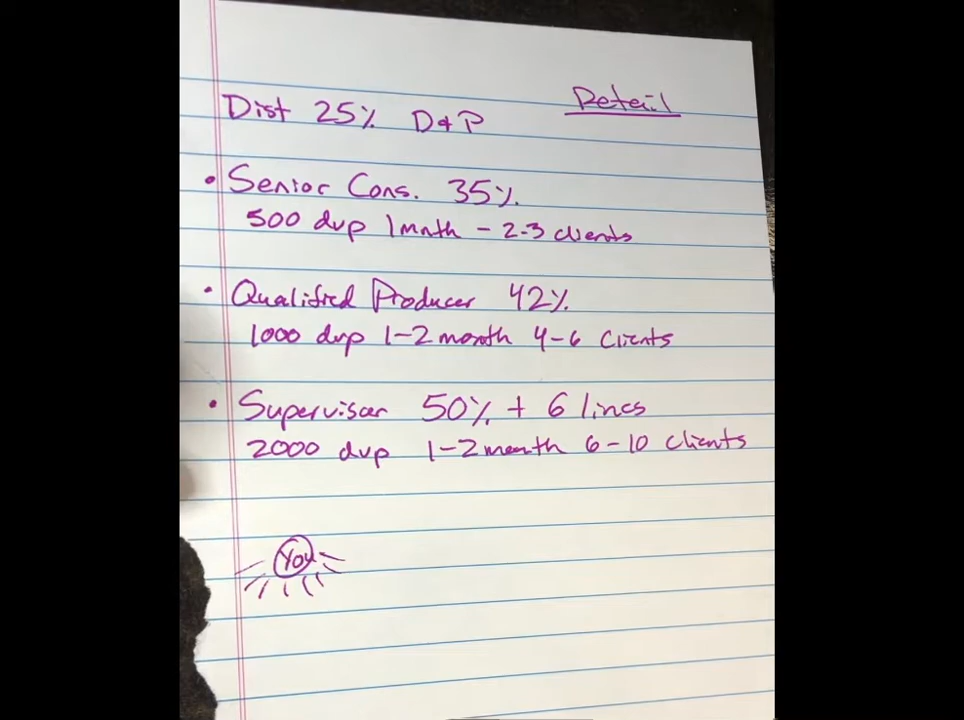 Dist 25% D+P
Retail
• Senior Cons. 35%.
500 dvp 1 mnth - 2-3 clients
• Qualified Producer 42%.
1000 dvp 1-2 month 4-6 Clients
• Supervisor 50% + 6 lines
2000 dvp 1-2 month 6-10 clients
You